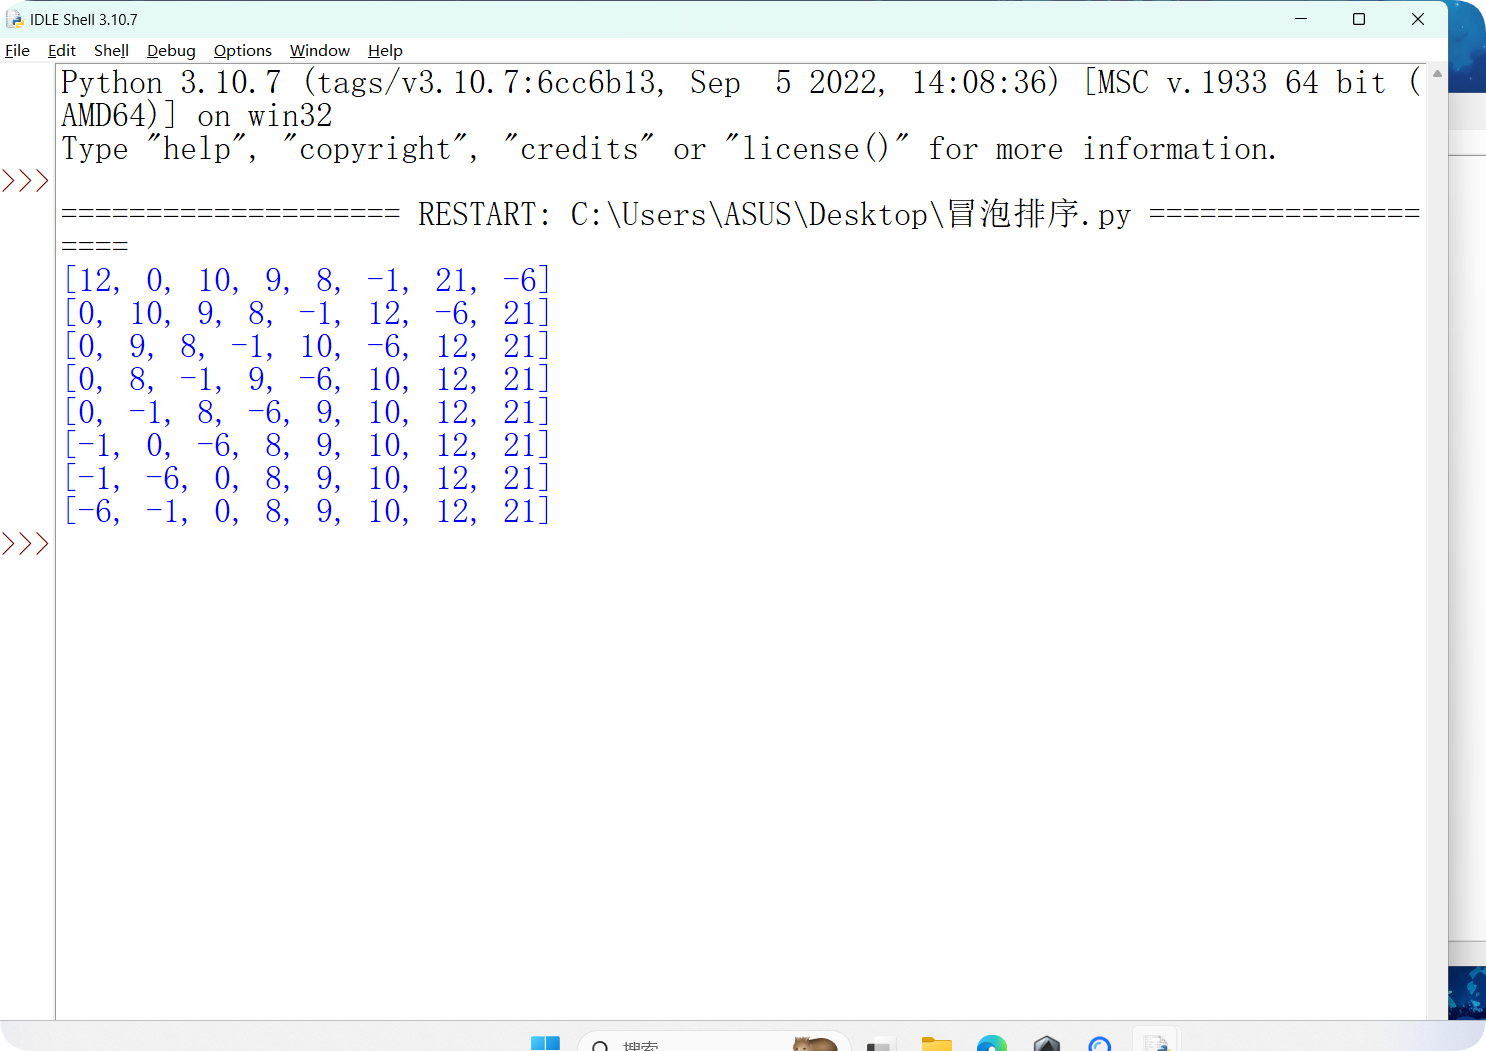 IDLE Shell 3.10.7
File Edit Shell Debug Options Window Help
Python 3.10.7 (tags/v3.10.7:6cc6b13, Sep  5 2022, 14:08:36) [MSC v.1933 64 bit (
AMD64)] on win32
Type "help", "copyright", "credits" or "license()" for more information.
>>>
==================== RESTART: C:\Users\ASUS\Desktop\冒泡排序.py ================
====
[12, 0, 10, 9, 8, -1, 21, -6]
[0, 10, 9, 8, -1, 12, -6, 21]
[0, 9, 8, -1, 10, -6, 12, 21]
[0, 8, -1, 9, -6, 10, 12, 21]
[0, -1, 8, -6, 9, 10, 12, 21]
[-1, 0, -6, 8, 9, 10, 12, 21]
[-1, -6, 0, 8, 9, 10, 12, 21]
[-6, -1, 0, 8, 9, 10, 12, 21]
>>>
搜索